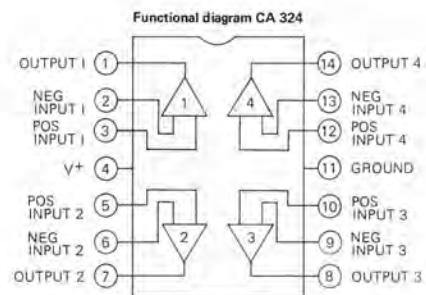 Functional diagram CA 324
OUTPUT 1 1
NEG
INPUT 1 2
POS
INPUT 1 3
V+ 4
POS
INPUT 2 5
NEG
INPUT 2 6
OUTPUT 2 7
1
4
2
3
14 OUTPUT 4
13 NEG
INPUT 4
12 POS
INPUT 4
11 GROUND
10 POS
INPUT 3
9 NEG
INPUT 3
8 OUTPUT 3